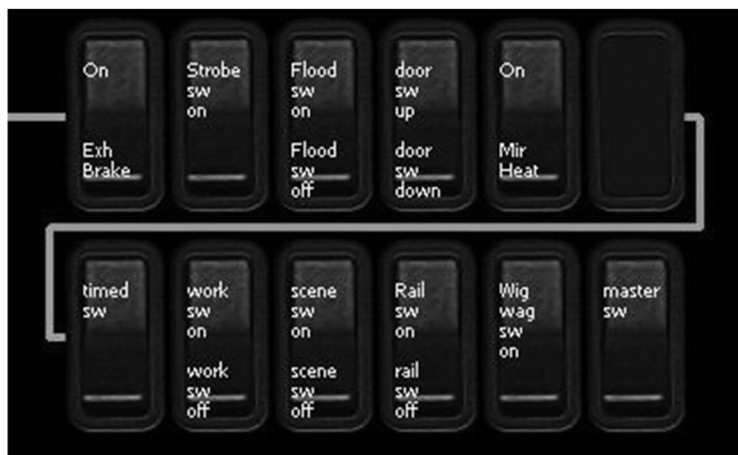 On
Exh
Brake
Strobe
sw
on
Flood
sw
on
Flood
sw
off
door
sw
up
door
sw
down
On
Mir
Heat
timed
sw
work
sw
on
work
sw
off
scene
sw
on
scene
sw
off
Rail
sw
on
rail
sw
off
Wig
wag
sw
on
master
sw